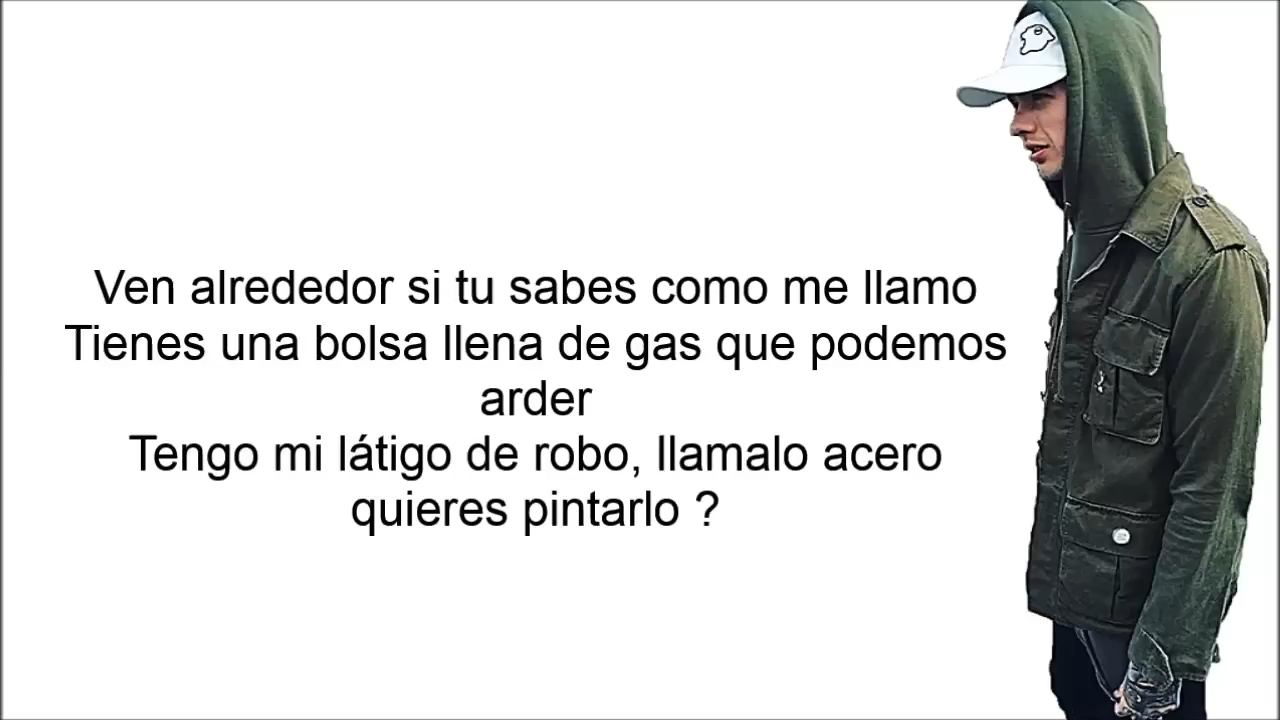 Ven alrededor si tu sabes como me llamo
Tienes una bolsa llena de gas que podemos
arder
Tengo mi látigo de robo, llamalo acero
quieres pintarlo ?